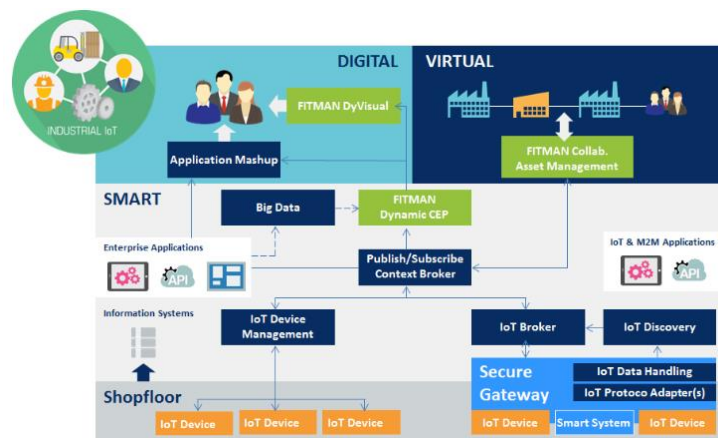 INDUSTRIAL IoT
DIGITAL
VIRTUAL
FITMAN DyVisual
Application Mashup
FITMAN Collab.
Asset Management
SMART
Big Data
FITMAN
Dynamic CEP
Enterprise Applications
API
Publish/Subscribe
Context Broker
IoT & M2M Applications
API
Information Systems
IoT Device
Management
IoT Broker
IoT Discovery
Secure
Gateway
IoT Data Handling
IoT Protoco Adapter(s)
Shopfloor
IoT Device
IoT Device
IoT Device
IoT Device
Smart System
IoT Device